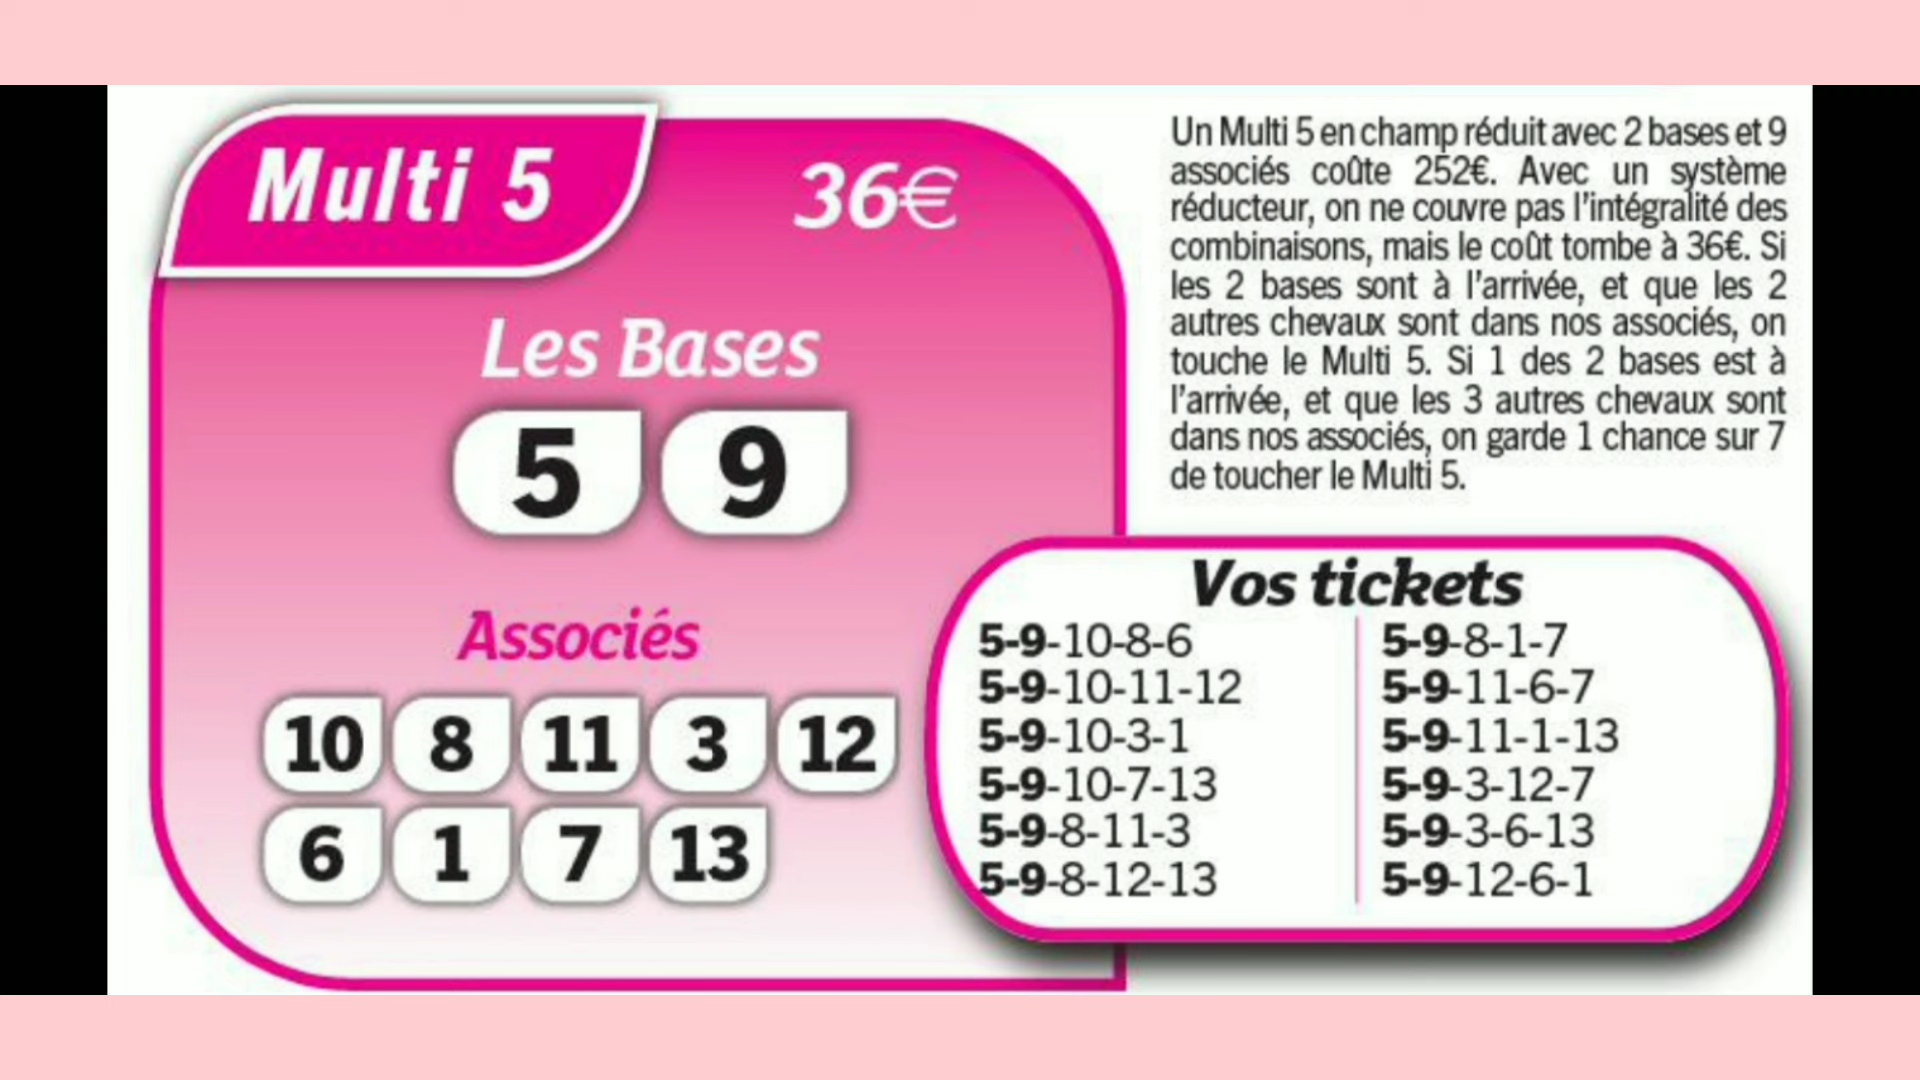 Multi 5
36€
Les Bases
5 9
Associés
10 8 11 3 12
6 1 7 13
Un Multi 5 en champ réduit avec 2 bases et 9
associés coûte 252€. Avec un système
réducteur, on ne couvre pas l'intégralité des
combinaisons, mais le coût tombe à 36€. Si
les 2 bases sont à l'arrivée, et que les 2
autres chevaux sont dans nos associés, on
touche le Multi 5. Si 1 des 2 bases est à
l'arrivée, et que les 3 autres chevaux sont
dans nos associés, on garde 1 chance sur 7
de toucher le Multi 5.
Vos tickets
5-9-10-8-6
5-9-10-11-12
5-9-10-3-1
5-9-10-7-13
5-9-8-11-3
5-9-8-12-13
5-9-8-1-7
5-9-11-6-7
5-9-11-1-13
5-9-3-12-7
5-9-3-6-13
5-9-12-6-1